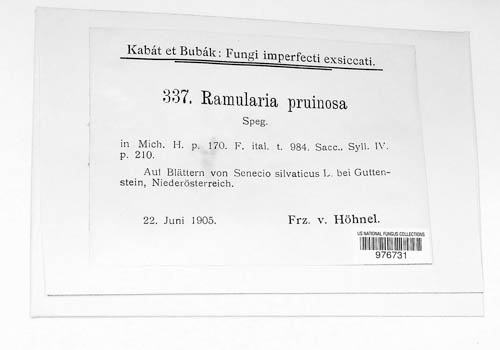 Kabát et Bubák: Fungi imperfecti exsiccati.
337. Ramularia pruinosa
Speg.
in Mich. H. p. 170. F. ital. t. 984. Sacc., Syll. IV.
p. 210.
Auf Blättern von Senecio silvaticus L. bei Gutten-
stein, Niederösterreich.
22. Juni 1905. Frz. v. Höhnel.
US NATIONAL FUNGUS COLLECTIONS
976731